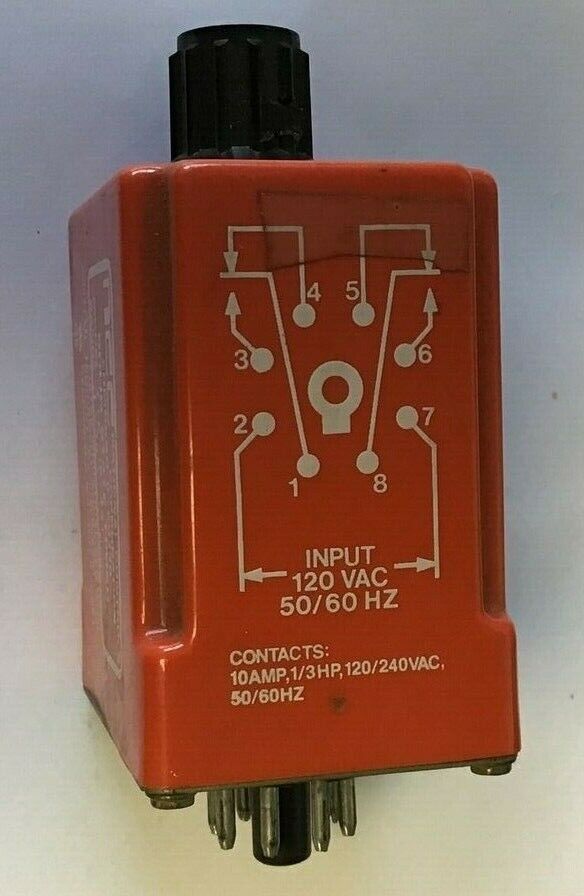 4 5
3 6
2 7
1 8
INPUT
120 VAC
50/60 HZ
CONTACTS:
10AMP,1/3HP,120/240VAC,
50/60HZ